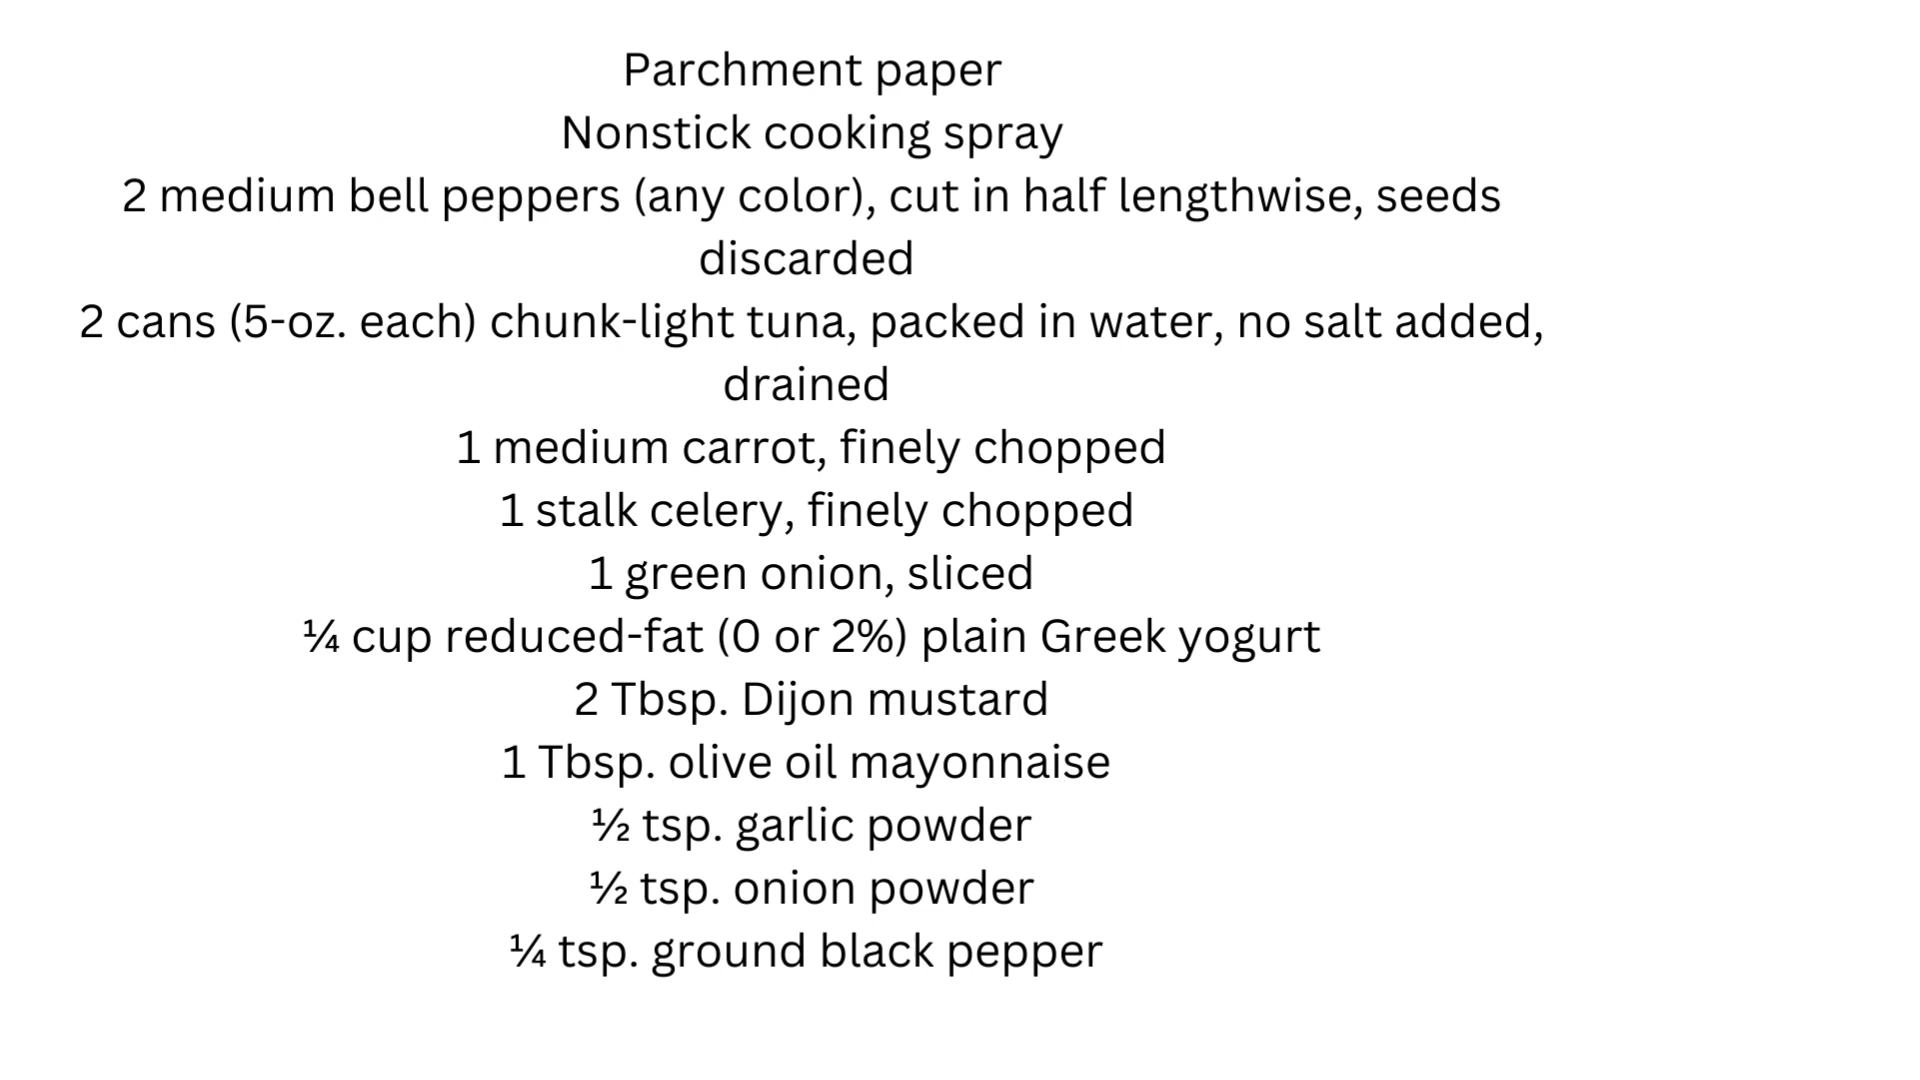 Parchment paper
Nonstick cooking spray
2 medium bell peppers (any color), cut in half lengthwise, seeds
discarded
2 cans (5-oz. each) chunk-light tuna, packed in water, no salt added,
drained
1 medium carrot, finely chopped
1 stalk celery, finely chopped
1 green onion, sliced
¼ cup reduced-fat (0 or 2%) plain Greek yogurt
2 Tbsp. Dijon mustard
1 Tbsp. olive oil mayonnaise
½ tsp. garlic powder
½ tsp. onion powder
¼ tsp. ground black pepper